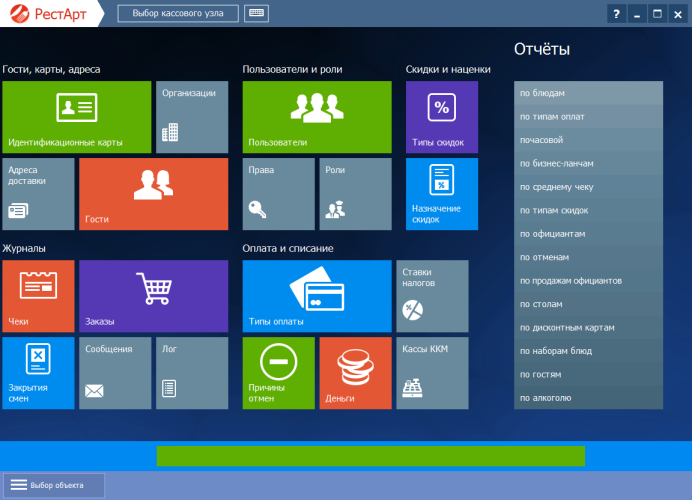 РестАрт
Выбор кассового узла
?
Отчёты
Гости, карты, адреса
Пользователи и роли
Скидки и наценки
Идентификационные карты
Организации
Пользователи
%
Типы скидок
Адреса
доставки
Гости
Права
Роли
%
Назначение
скидок
Журналы
Оплата и списание
Чеки
Заказы
Типы оплаты
Ставки
налогов
Закрытия
смен
Сообщения
Лог
Причины
отмен
Деньги
Кассы ККМ
по блюдам
по типам оплат
почасовой
по бизнес-ланчам
по среднему чеку
по типам скидок
по официантам
по отменам
по продажам официантов
по столам
по дисконтным картам
по наборам блюд
по гостям
по алкоголю
Выбор объекта